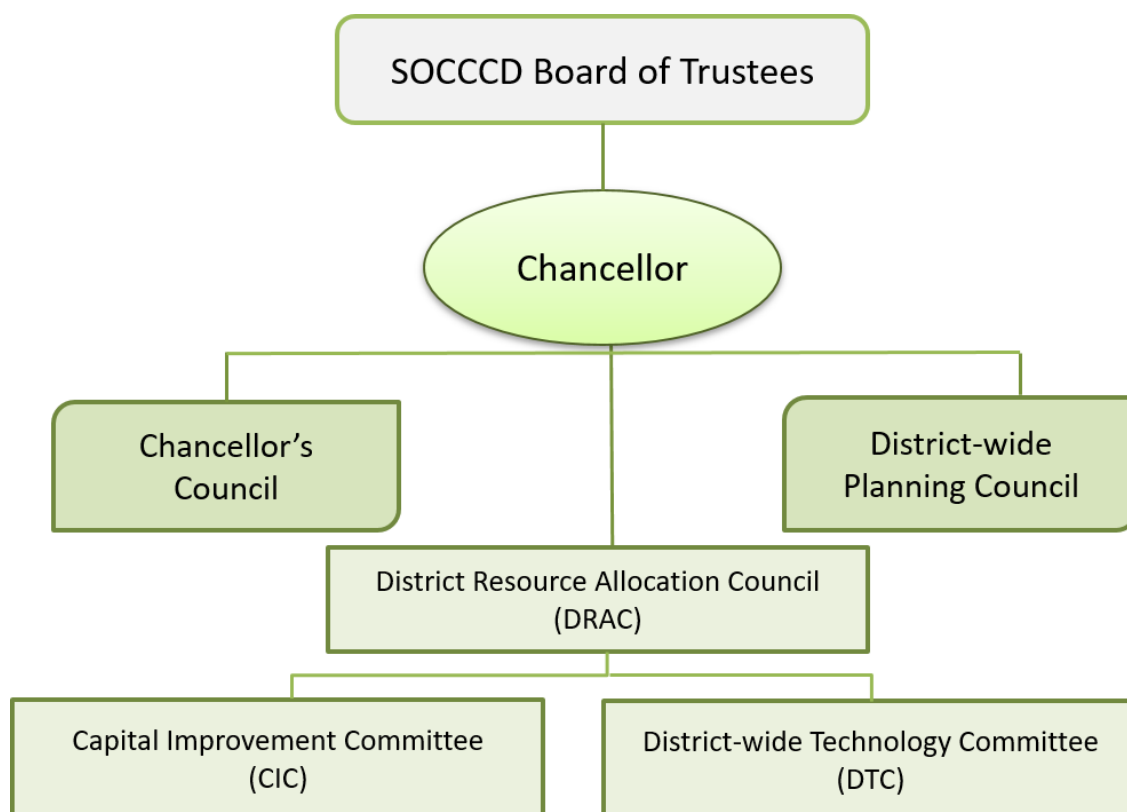 SOCCCD Board of Trustees
Chancellor
Chancellor’s
Council
District-wide
Planning Council
District Resource Allocation Council
(DRAC)
Capital Improvement Committee
(CIC)
District-wide Technology Committee
(DTC)